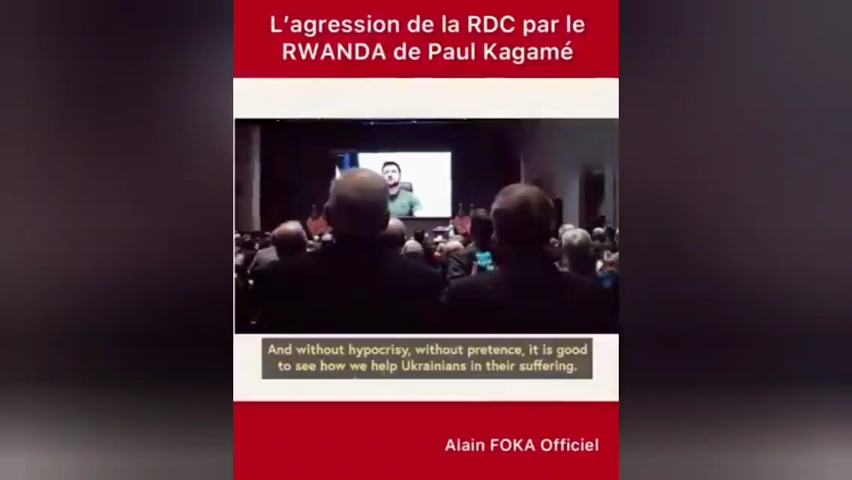 L'agression de la RDC par le
RWANDA de Paul Kagamé
And without hypocrisy, without pretence, it is good
to see how we help Ukrainians in their suffering.
Alain FOKA Officiel